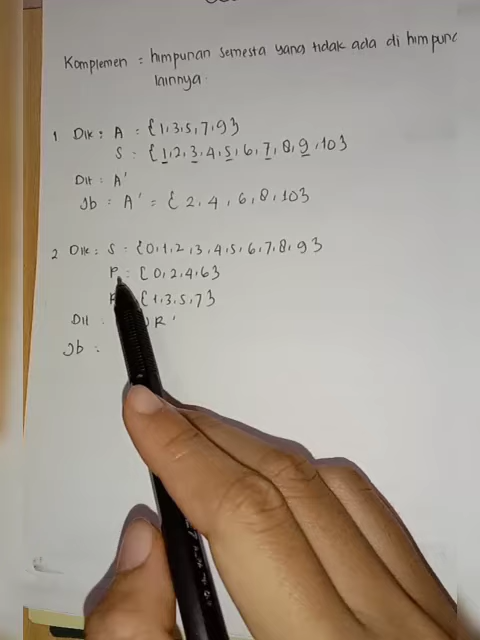 Komplemen = himpunan semesta yang tidak ada di himpunan
lainnya.
1 Dik : A = {1,3,5,7,9}
S = {1,2,3,4,5,6,7,8,9,10}
Dit : A'
Jb : A' = {2,4,6,8,10}
2 Dik : S = {0,1,2,3,4,5,6,7,8,9}
P = {0,2,4,6}
{1,3,5,7}
Dit : R'
Jb :